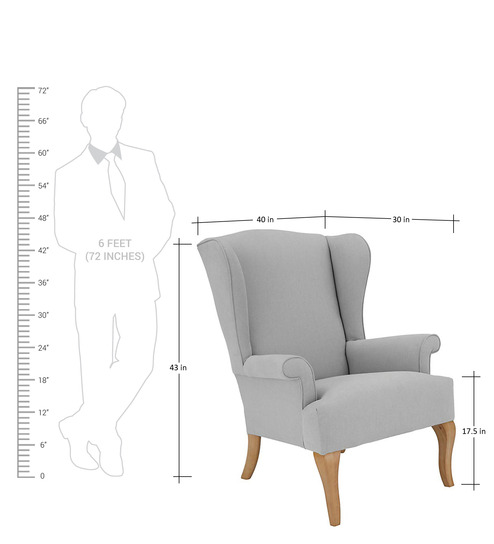 72"
66"
60"
54"
48"
42"
36"
30"
24"
18"
12"
6"
0
6 FEET
(72 INCHES)
40 in
30 in
43 in
17.5 in